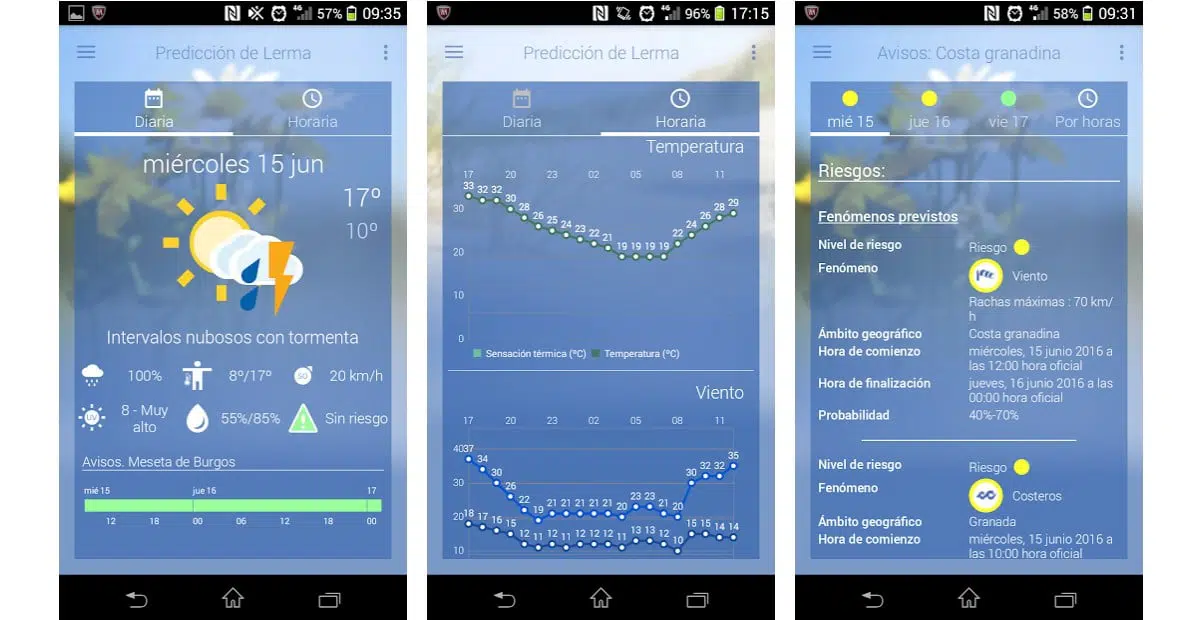 4G 57% 09:35
Predicción de Lerma
Diaria Horaria
miércoles 15 jun
17º
10º
Intervalos nubosos con tormenta
100% 8º/17º SO 20 km/h
UV 8 - Muy alto 55%/85% Sin riesgo
Avisos. Meseta de Burgos
mié 15 jue 16 17
12 18 00 06 12 18 00
4G 96% 17:15
Predicción de Lerma
Diaria Horaria
Temperatura
17 20 23 02 05 08 11
33 32 32 30 28 26 25 24 23 22 21 19 19 19 19 22 24 26 28 29
30
20
10
0
Sensación térmica (ºC) Temperatura (ºC)
Viento
17 20 23 02 05 08 11
40
37 34 30 26 22 19 21 21 21 21 21 20 23 23 21 20 30 32 32 35
30
20
18 17 16 15 12 11 12 11 12 12 12 11 13 13 12 10 15 15 14 14
10
4G 58% 09:31
Avisos: Costa granadina
mié 15 jue 16 vie 17 Por horas
Riesgos:
Fenómenos previstos
Nivel de riesgo Riesgo
Fenómeno Viento
Rachas máximas : 70 km/
h
Ámbito geográfico Costa granadina
Hora de comienzo miércoles, 15 junio 2016 a
las 12:00 hora oficial
Hora de finalización jueves, 16 junio 2016 a las
00:00 hora oficial
Probabilidad 40%-70%
Nivel de riesgo Riesgo
Fenómeno Costeros
Ámbito geográfico Granada
Hora de comienzo miércoles, 15 junio 2016 a
las 10:00 hora oficial